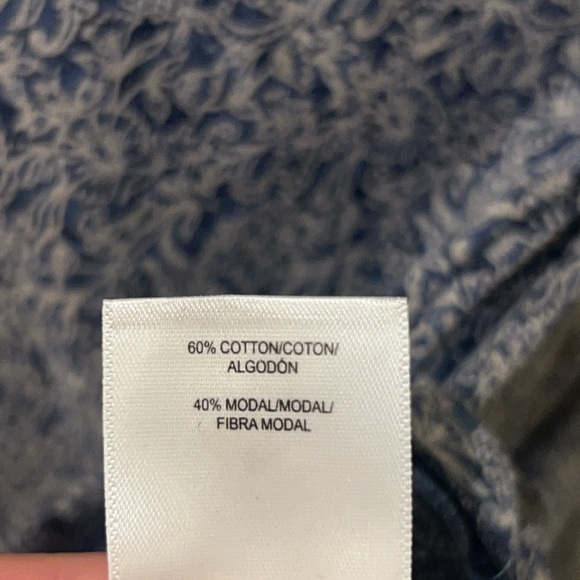 60% COTTON/COTON/
ALGODÓN
40% MODAL/MODAL/
FIBRA MODAL